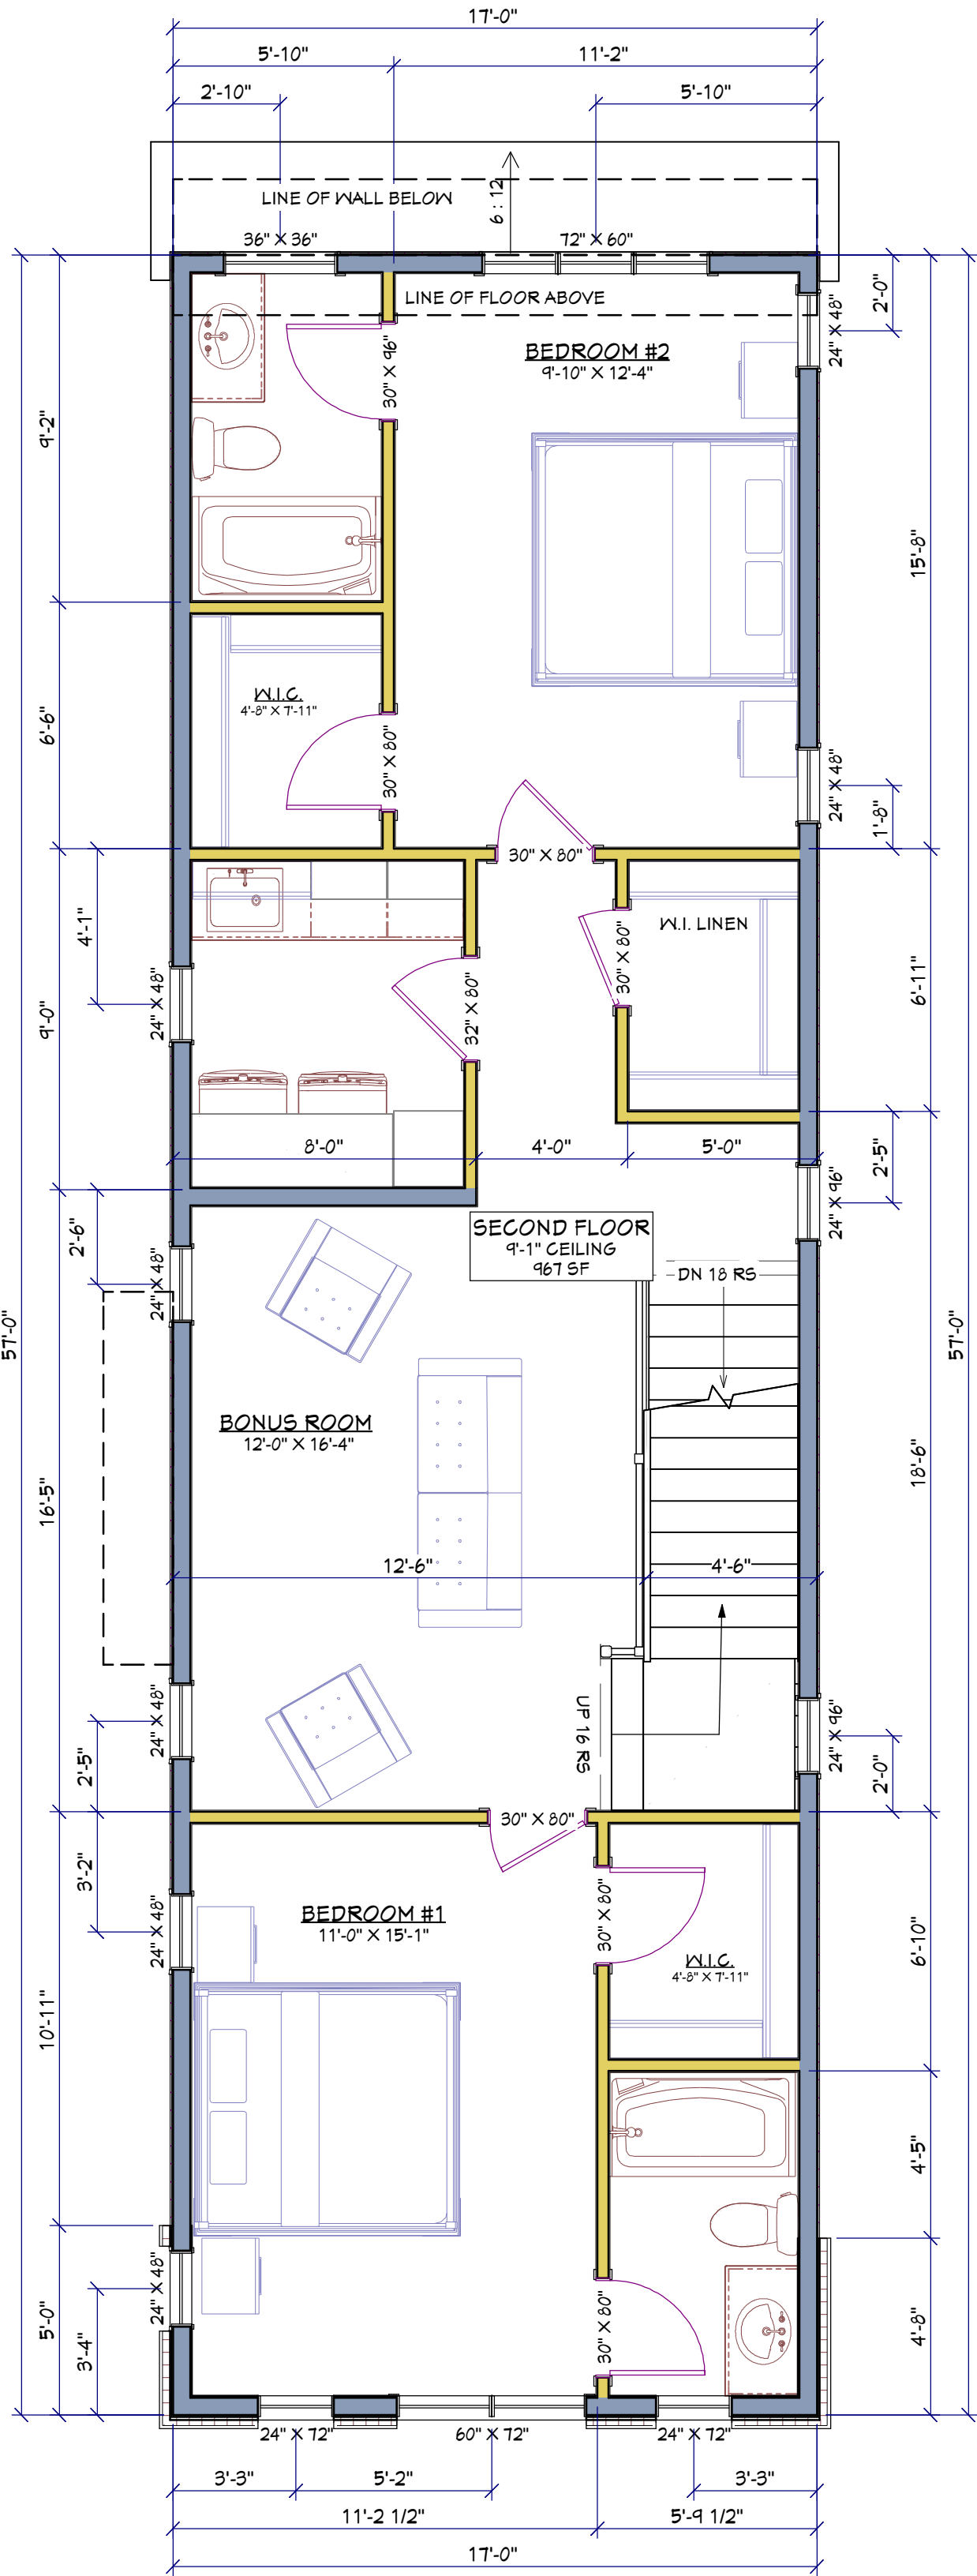 17'-0"
5'-10" 11'-2"
2'-10" 5'-10"
LINE OF WALL BELOW
6 : 12
36" X 36" 72" X 60"
LINE OF FLOOR ABOVE
2'-0"
24" X 48"
30" X 96"
BEDROOM #2
9'-10" X 12'-4"
9'-2"
15'-8"
W.I.C.
4'-8" X 7'-11"
6'-6"
30" X 80"
24" X 48"
1'-8"
30" X 80"
4'-1"
W.I. LINEN
30" X 80"
6'-11"
24" X 48"
9'-0"
32" X 80"
8'-0" 4'-0" 5'-0"
2'-5"
24" X 96"
2'-6"
SECOND FLOOR
9'-1" CEILING
967 SF
24" X 48"
DN 18 RS
57'-0"
57'-0"
BONUS ROOM
12'-0" X 16'-4"
16'-5"
18'-6"
12'-6" 4'-6"
24" X 48"
UP 16 RS
24" X 96"
2'-5"
2'-0"
30" X 80"
3'-2"
BEDROOM #1
11'-0" X 15'-1"
24" X 48"
30" X 80"
6'-10"
W.I.C.
4'-8" X 7'-11"
10'-11"
4'-5"
24" X 48"
5'-0"
3'-4"
30" X 80"
4'-8"
24" X 72" 60" X 72" 24" X 72"
3'-3" 5'-2" 3'-3"
11'-2 1/2" 5'-9 1/2"
17'-0"